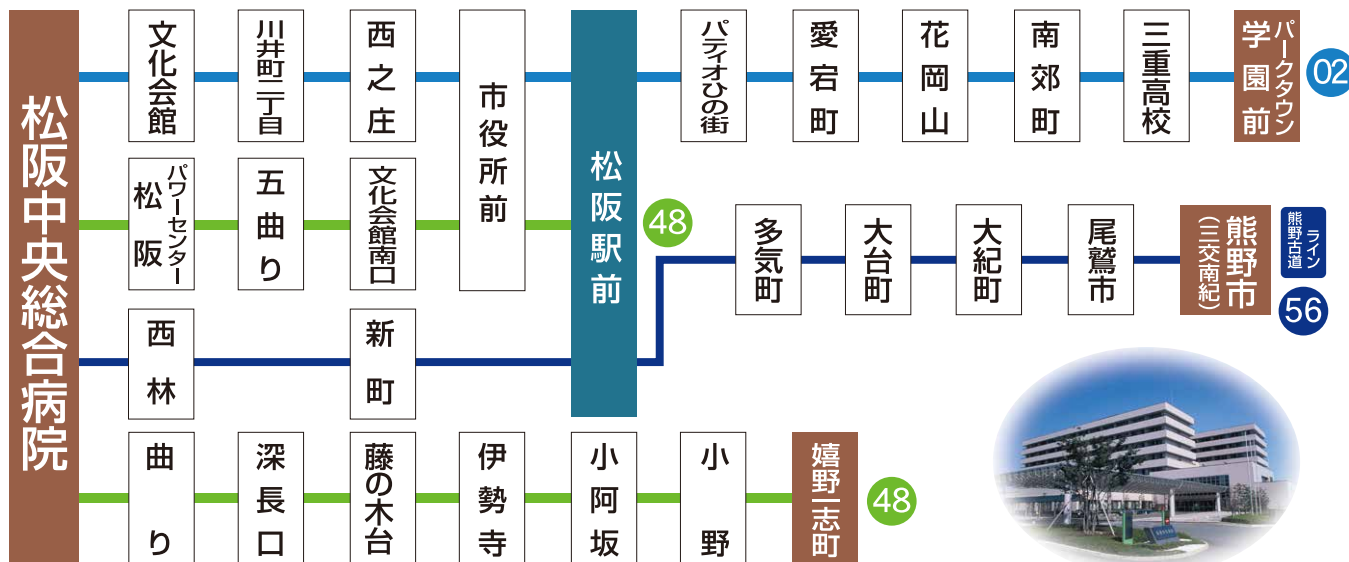 松阪中央総合病院
文化会館
川井町二丁目
西之庄
市役所前
松阪駅前
パティオひの街
愛宕町
花岡山
南郊町
三重高校
パークタウン
学園前
02
パワーセンター
松阪
五曲り
文化会館南口
48
西林
新町
多気町
大台町
大紀町
尾鷲市
熊野市
(三交南紀)
ライン
熊野古道
56
曲り
深長口
藤の木台
伊勢寺
小阿坂
小野
嬉野一志町
48